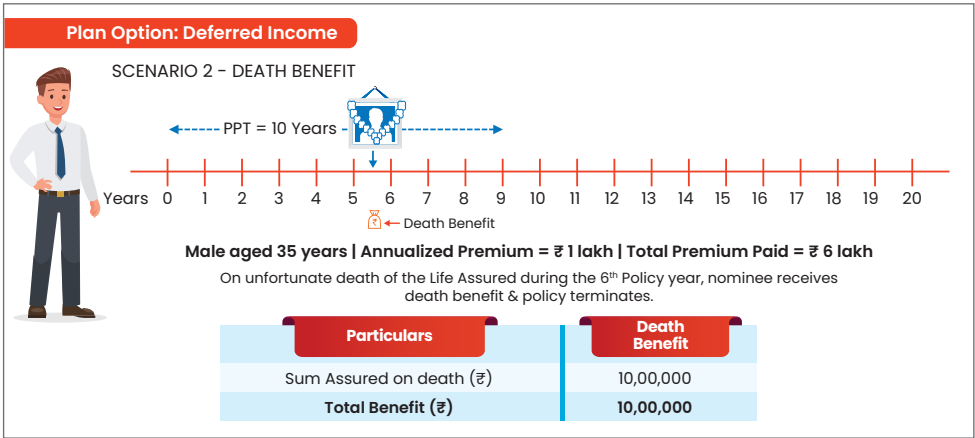 Plan Option: Deferred Income
SCENARIO 2 - DEATH BENEFIT
PPT = 10 Years
Years 0 1 2 3 4 5 6 7 8 9 10 11 12 13 14 15 16 17 18 19 20
₹ Death Benefit
Male aged 35 years | Annualized Premium = ₹ 1 lakh | Total Premium Paid = ₹ 6 lakh
On unfortunate death of the Life Assured during the 6th Policy year, nominee receives
death benefit & policy terminates.
Particulars
Death
Benefit
Sum Assured on death (₹) 10,00,000
Total Benefit (₹) 10,00,000